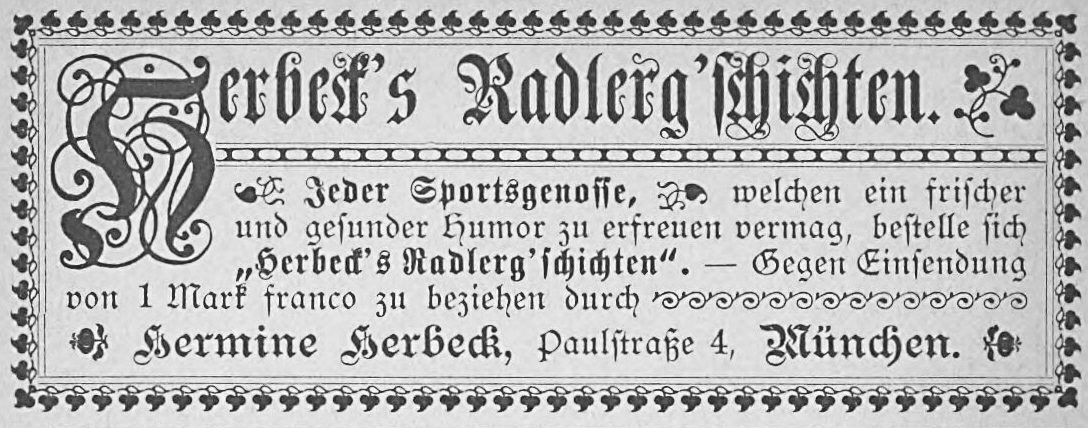 Herbeck's Radlerg'schichten.
Jeder Sportsgenosse, welchen ein frischer
und gesunder Humor zu erfreuen vermag, bestelle sich
„Herbeck's Radlerg'schichten“. — Gegen Einsendung
von 1 Mark franco zu beziehen durch
Hermine Herbeck, Paulstraße 4, München.